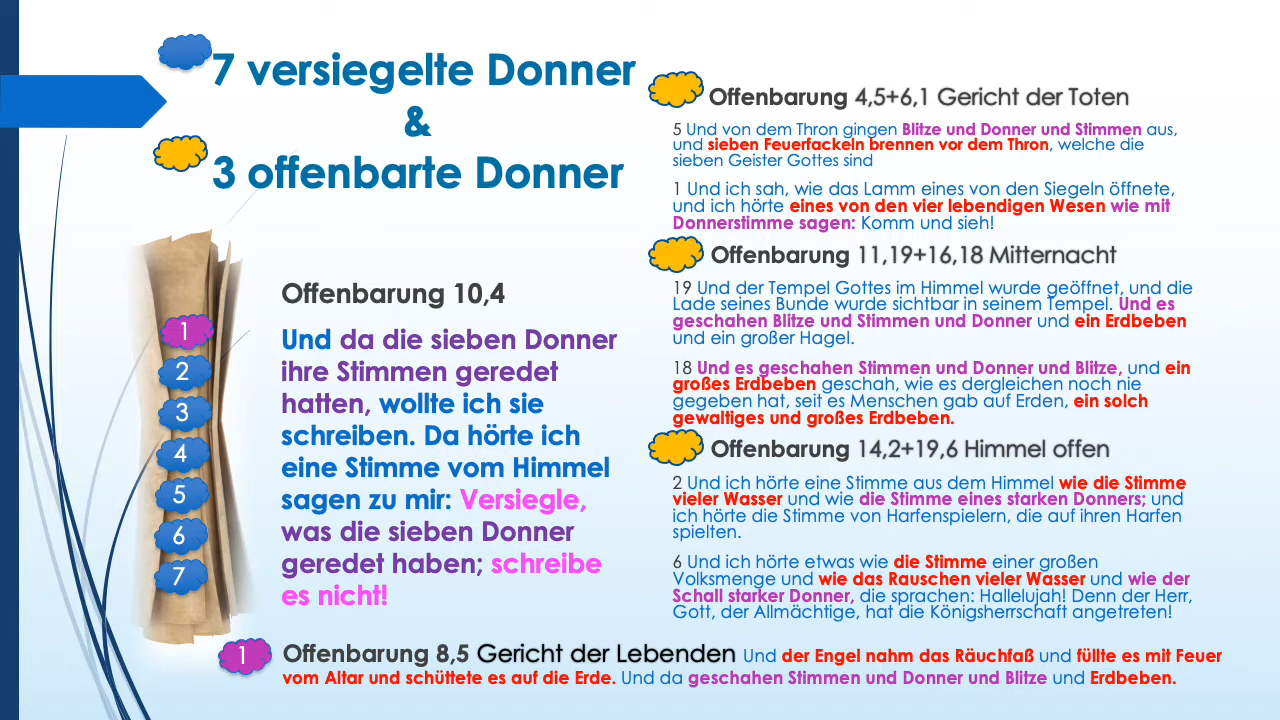 7 versiegelte Donner
&
3 offenbarte Donner
1
2
3
4
5
6
7
Offenbarung 10,4
Und da die sieben Donner
ihre Stimmen geredet
hatten, wollte ich sie
schreiben. Da hörte ich
eine Stimme vom Himmel
sagen zu mir: Versiegle,
was die sieben Donner
geredet haben; schreibe
es nicht!
Offenbarung 4,5+6,1 Gericht der Toten
5 Und von dem Thron gingen Blitze und Donner und Stimmen aus,
und sieben Feuerfackeln brennen vor dem Thron, welche die
sieben Geister Gottes sind
1 Und ich sah, wie das Lamm eines von den Siegeln öffnete,
und ich hörte eines von den vier lebendigen Wesen wie mit
Donnerstimme sagen: Komm und sieh!
Offenbarung 11,19+16,18 Mitternacht
19 Und der Tempel Gottes im Himmel wurde geöffnet, und die
Lade seines Bunde wurde sichtbar in seinem Tempel. Und es
geschahen Blitze und Stimmen und Donner und ein Erdbeben
und ein großer Hagel.
18 Und es geschahen Stimmen und Donner und Blitze, und ein
großes Erdbeben geschah, wie es dergleichen noch nie
gegeben hat, seit es Menschen gab auf Erden, ein solch
gewaltiges und großes Erdbeben.
Offenbarung 14,2+19,6 Himmel offen
2 Und ich hörte eine Stimme aus dem Himmel wie die Stimme
vieler Wasser und wie die Stimme eines starken Donners; und
ich hörte die Stimme von Harfenspielern, die auf ihren Harfen
spielten.
6 Und ich hörte etwas wie die Stimme einer großen
Volksmenge und wie das Rauschen vieler Wasser und wie der
Schall starker Donner, die sprachen: Hallelujah! Denn der Herr,
Gott, der Allmächtige, hat die Königsherrschaft angetreten!
1 Offenbarung 8,5 Gericht der Lebenden Und der Engel nahm das Räuchfaß und füllte es mit Feuer
vom Altar und schüttete es auf die Erde. Und da geschahen Stimmen und Donner und Blitze und Erdbeben.